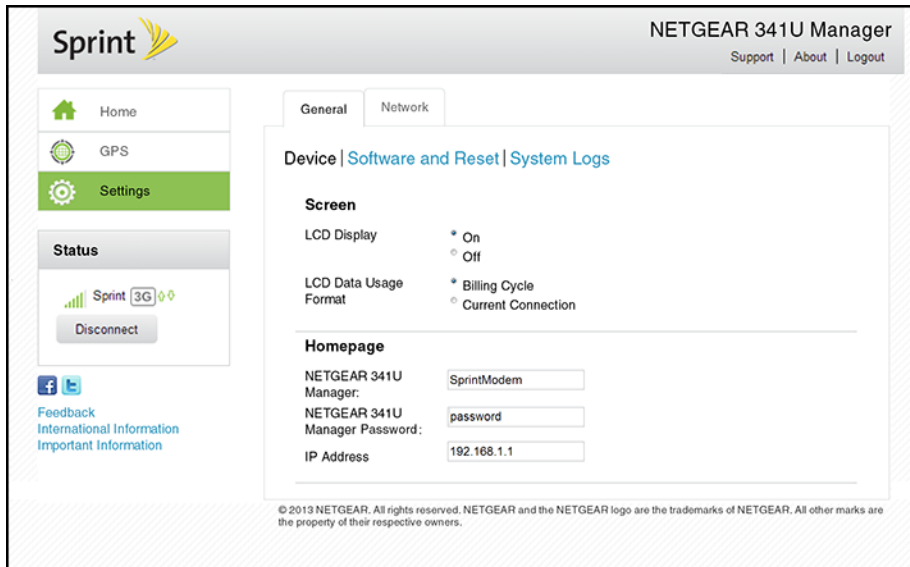 Sprint
NETGEAR 341U Manager
Support | About | Logout
Home
GPS
Settings
Status
Sprint 3G
Disconnect
Feedback
International Information
Important Information
General
Network
Device | Software and Reset | System Logs
Screen
LCD Display
On
Off
LCD Data Usage
Format
Billing Cycle
Current Connection
Homepage
NETGEAR 341U
Manager:
SprintModem
NETGEAR 341U
Manager Password:
password
IP Address
192.168.1.1
© 2013 NETGEAR. All rights reserved. NETGEAR and the NETGEAR logo are the trademarks of NETGEAR. All other marks are
the property of their respective owners.